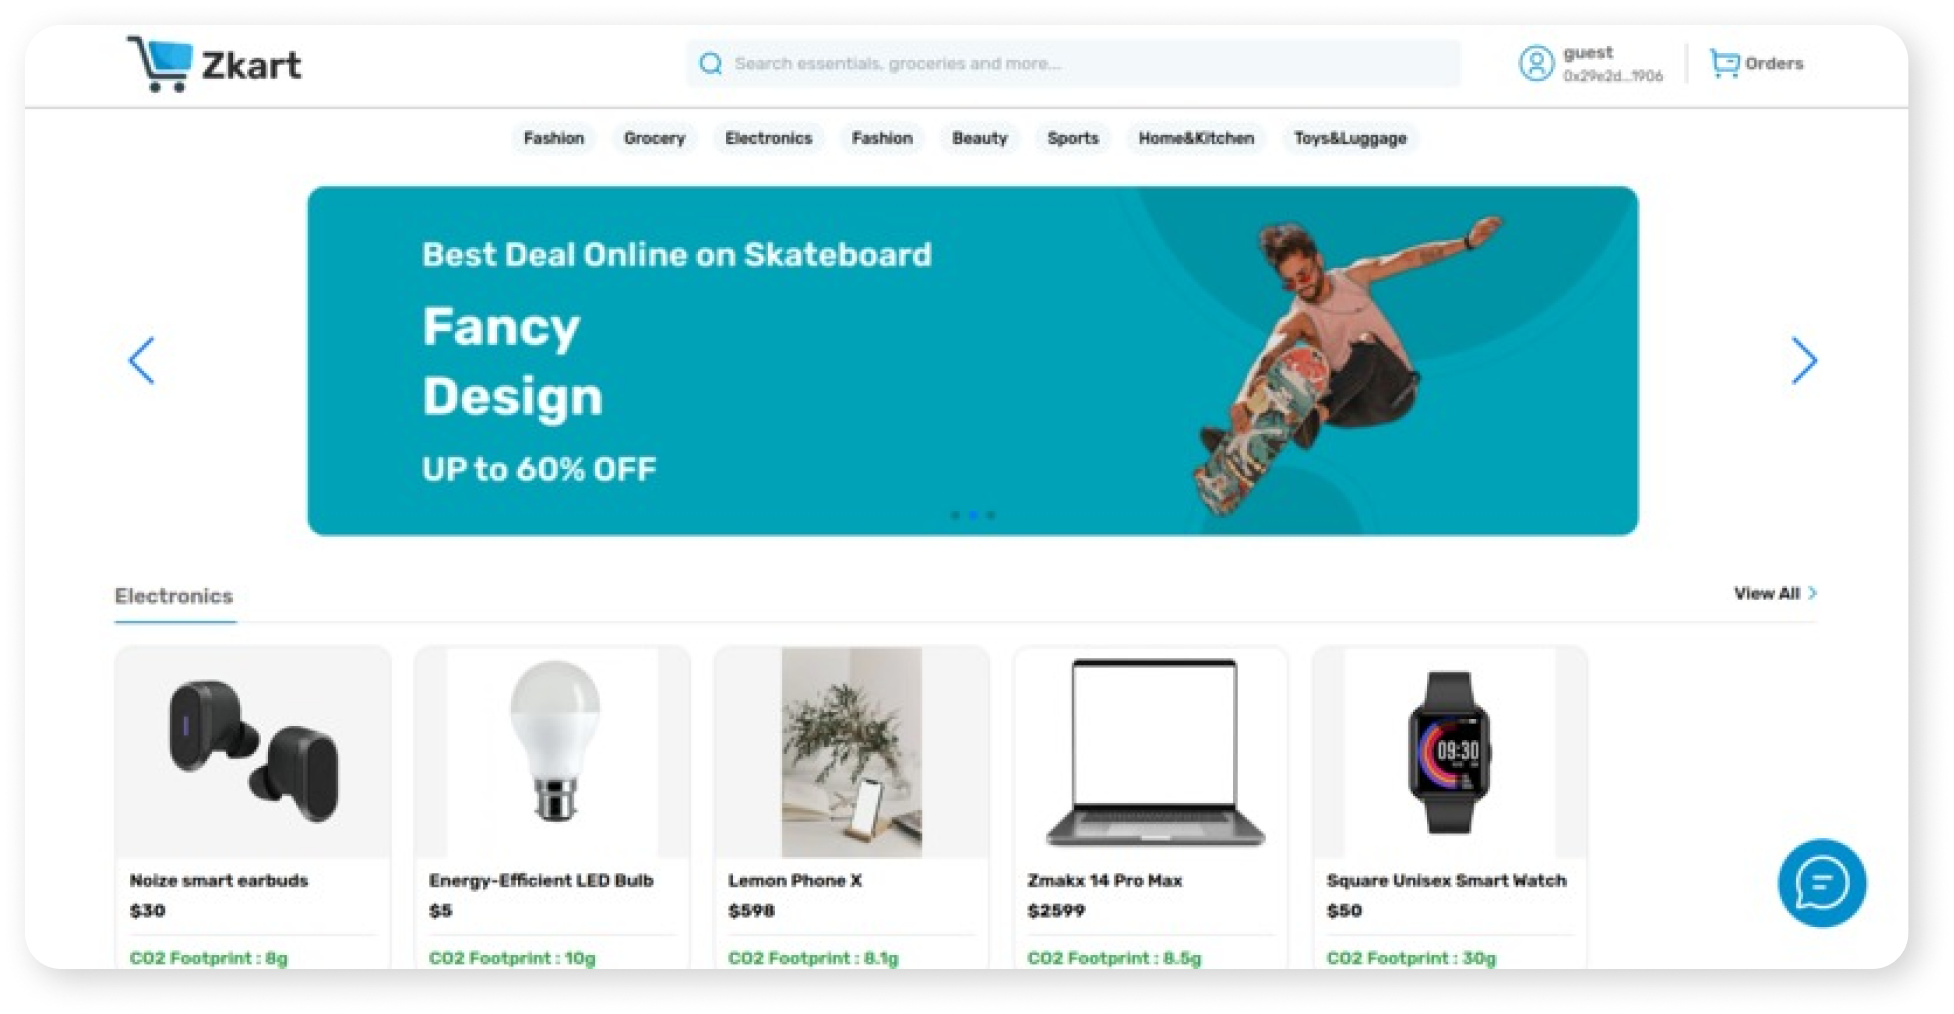 Zkart
Search essentials, groceries and more...
guest
0x29e2d...1906
Orders
Fashion
Grocery
Electronics
Fashion
Beauty
Sports
Home&Kitchen
Toys&Luggage
Best Deal Online on Skateboard
Fancy
Design
UP to 60% OFF
Electronics
View All
09:30
Noize smart earbuds
$30
CO2 Footprint : 8g
Energy-Efficient LED Bulb
$5
CO2 Footprint : 10g
Lemon Phone X
$598
CO2 Footprint : 8.1g
Zmakx 14 Pro Max
$2599
CO2 Footprint : 8.5g
Square Unisex Smart Watch
$50
CO2 Footprint : 30g